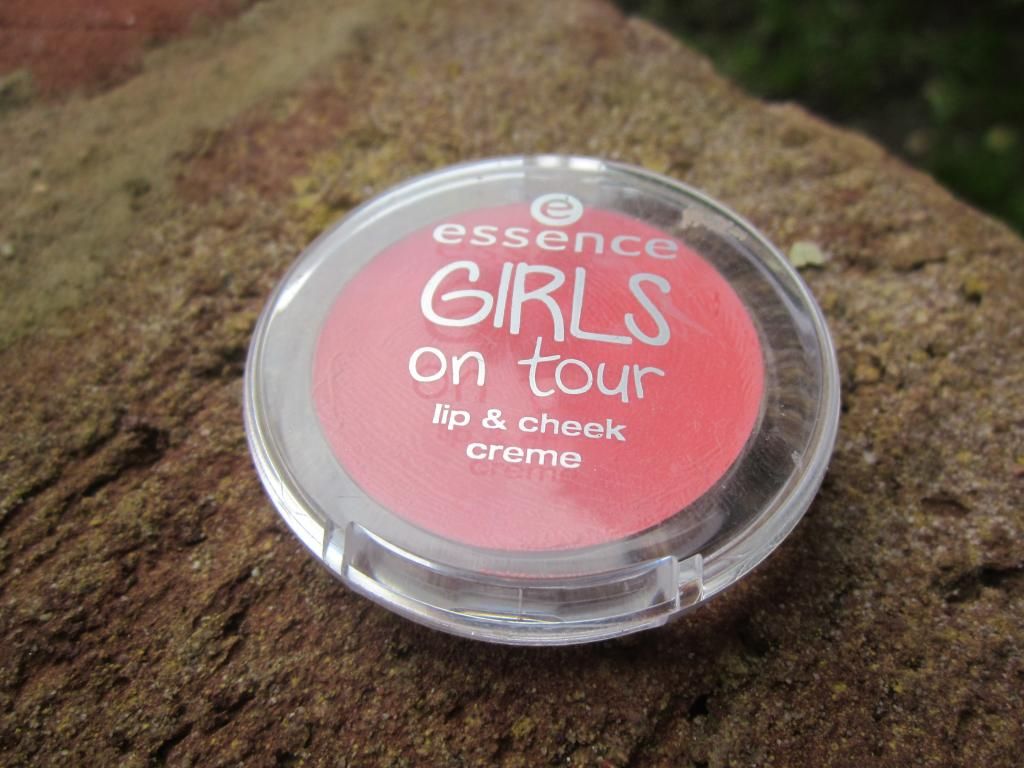 e
essence
GIRLS
on tour
lip & cheek
creme